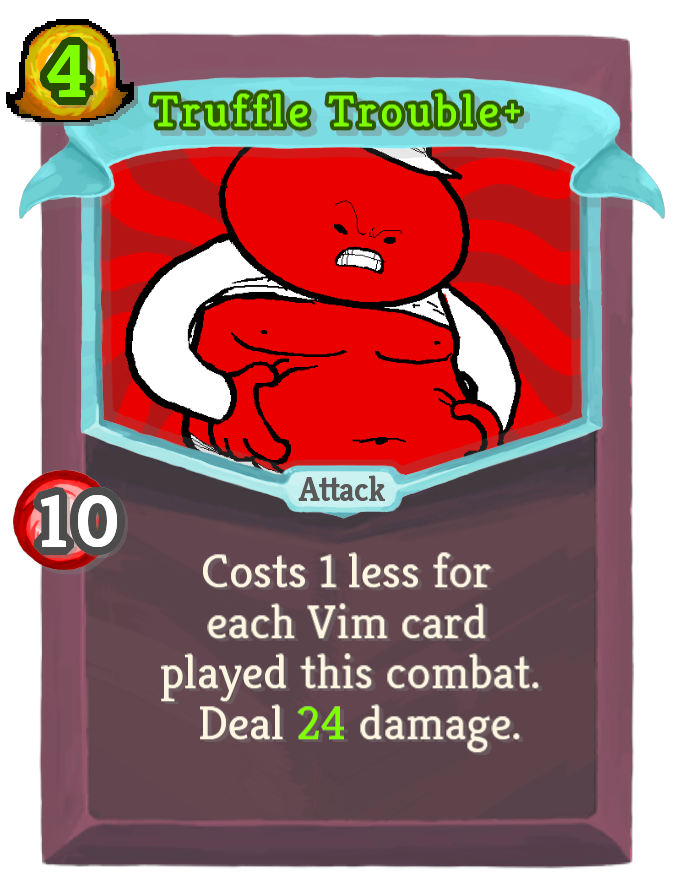 4
Truffle Trouble+
Attack
10
Costs 1 less for
each Vim card
played this combat.
Deal 24 damage.